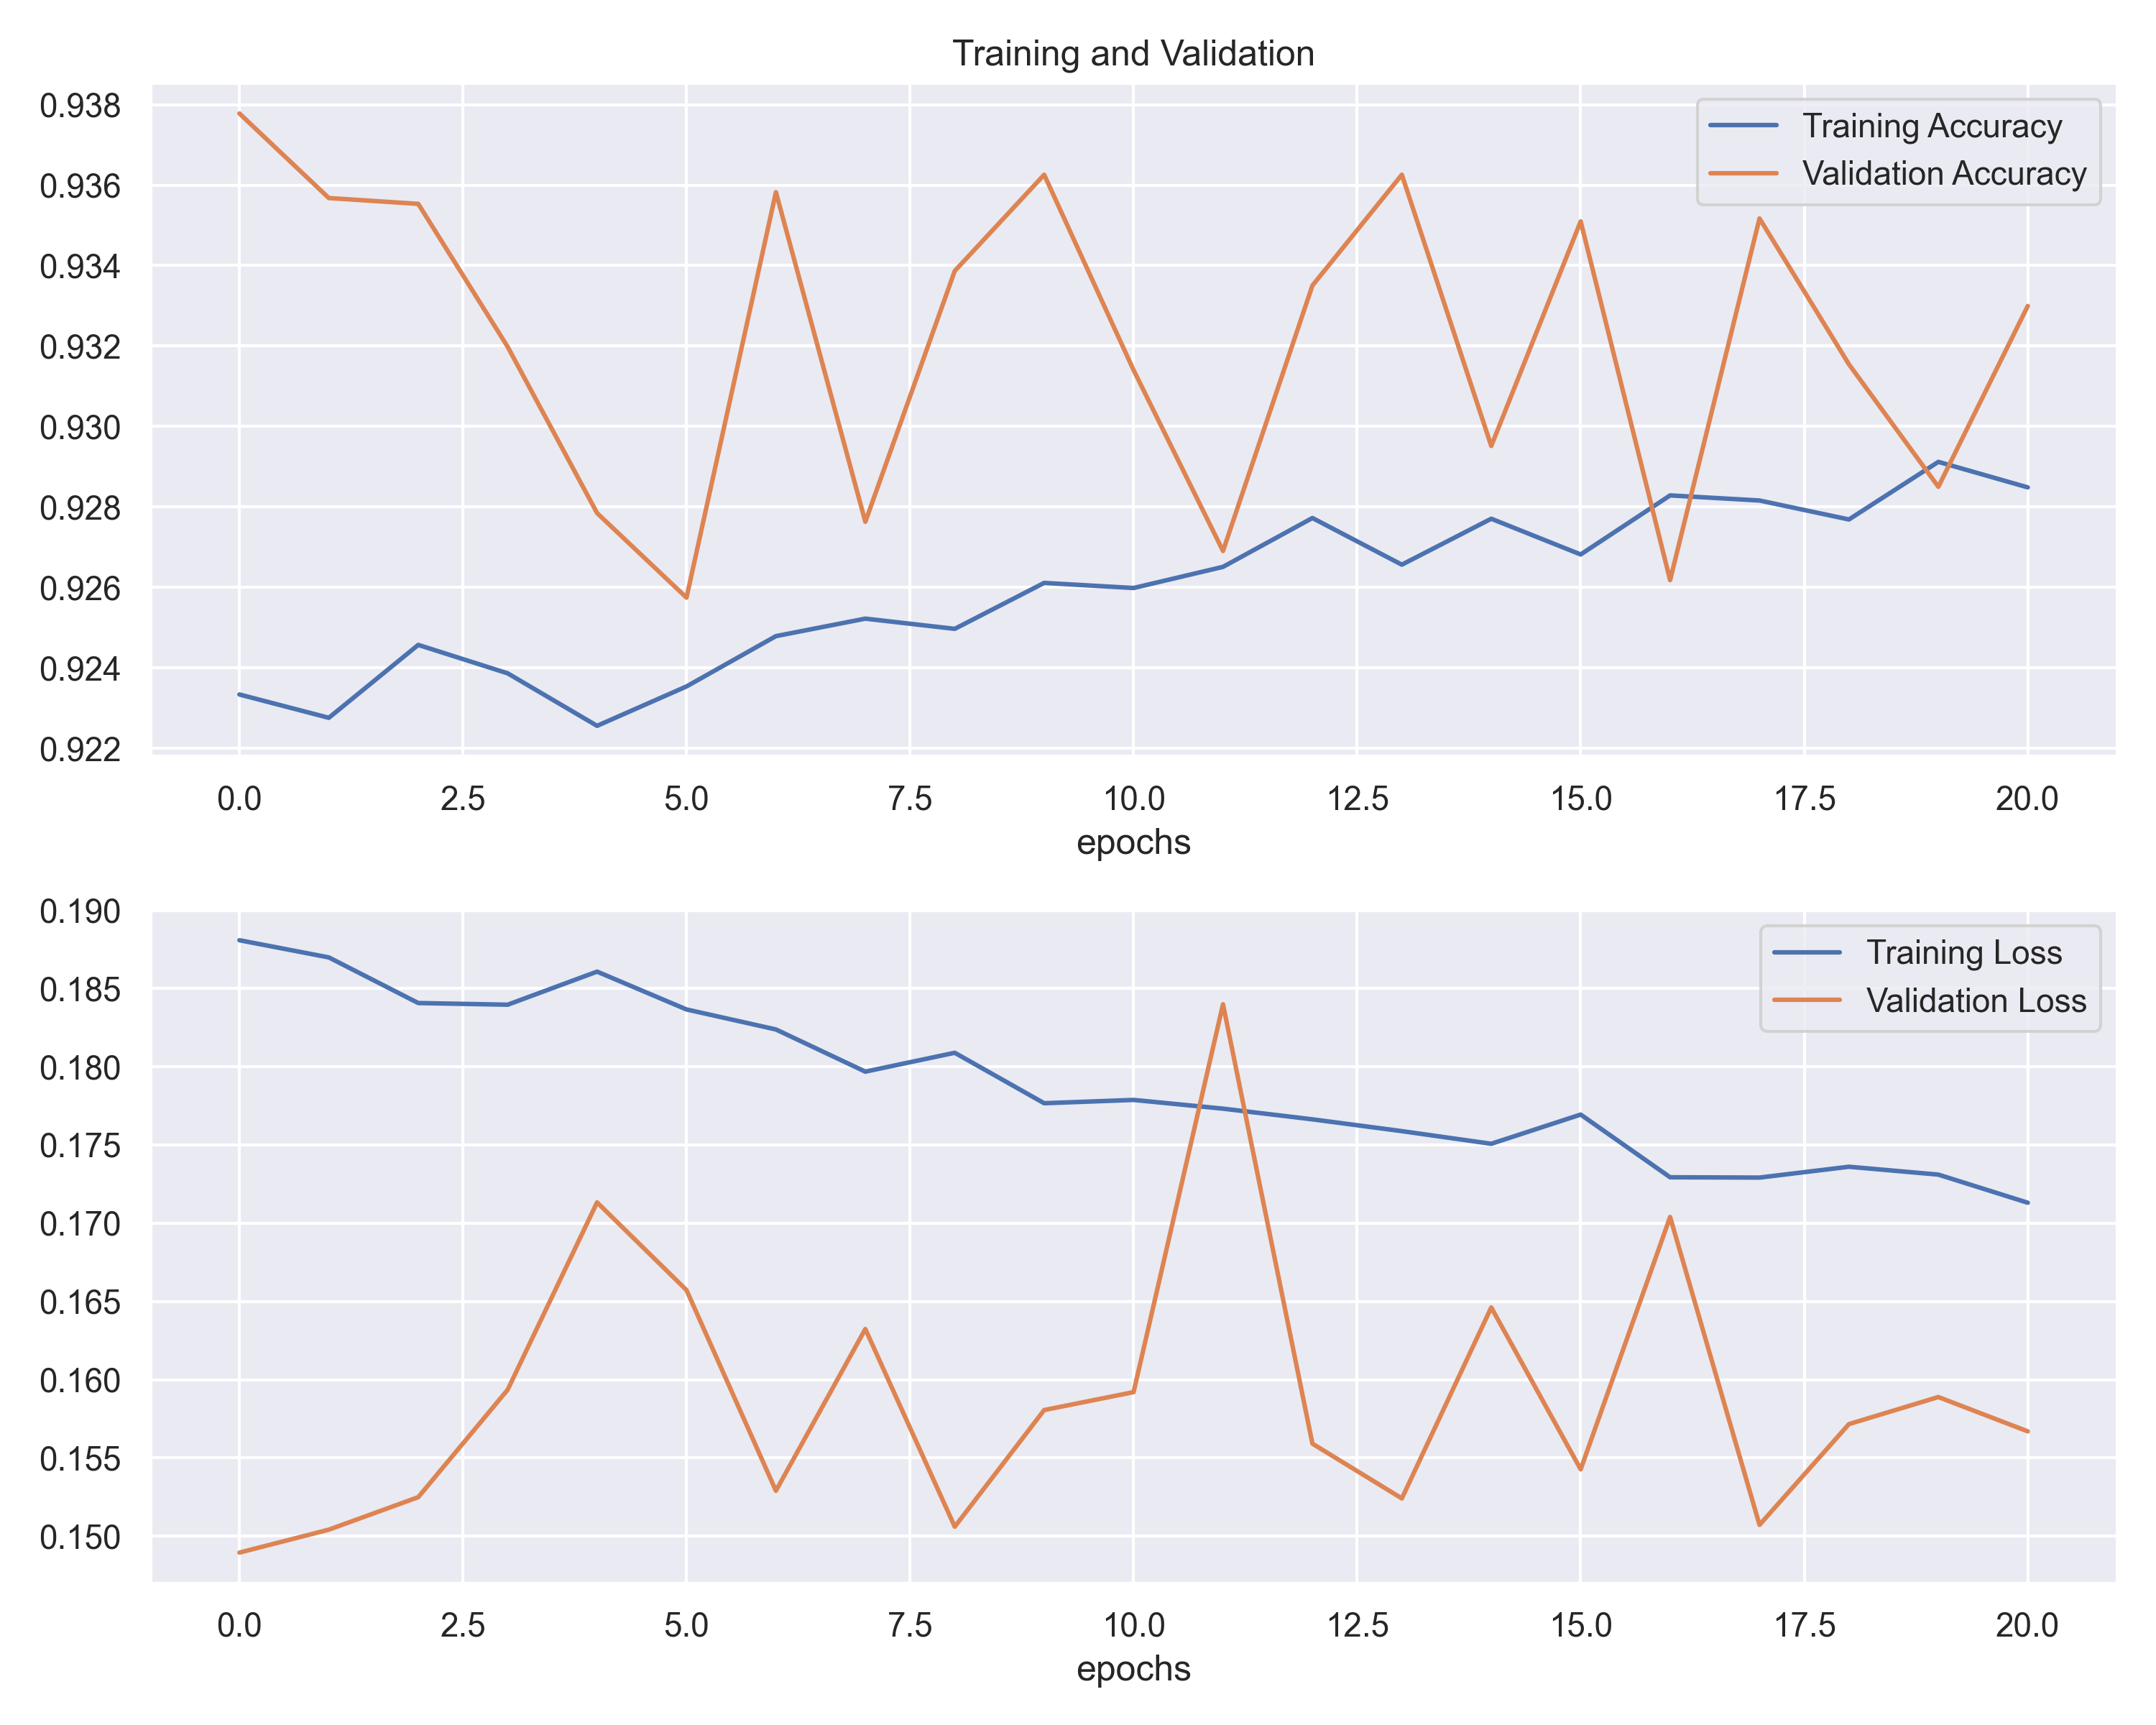 Training and Validation
0.938
0.936
0.934
0.932
0.930
0.928
0.926
0.924
0.922
Training Accuracy
Validation Accuracy
0.0 2.5 5.0 7.5 10.0 12.5 15.0 17.5 20.0
epochs
0.190
0.185
0.180
0.175
0.170
0.165
0.160
0.155
0.150
Training Loss
Validation Loss
0.0 2.5 5.0 7.5 10.0 12.5 15.0 17.5 20.0
epochs